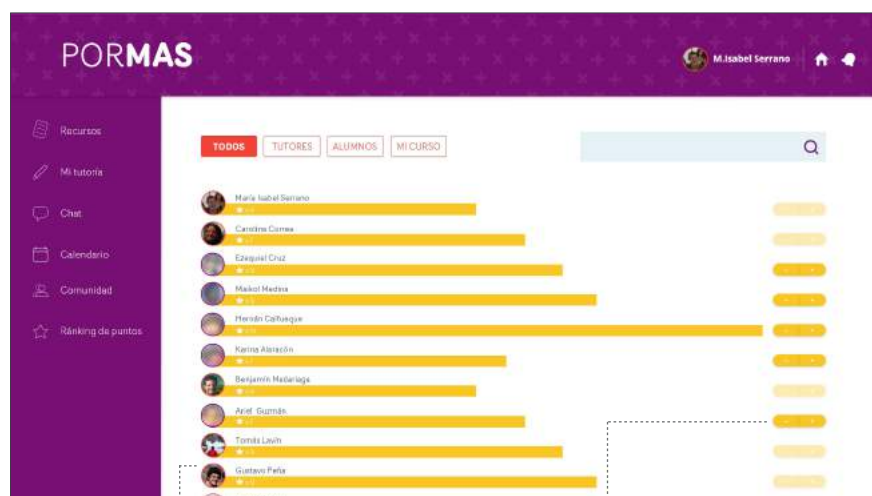 PORMAS
M.Isabel Serrano
Recursos
Mi tutoría
Chat
Calendario
Comunidad
Ránking de puntos
TODOS TUTORES ALUMNOS MI CURSO
María Isabel Serrano
Carolina Correa
Ezequiel Cruz
Maikol Medina
Hernán Calfueque
Karina Alarcón
Benjamín Madariaga
Ariel Guzmán
Tomás Lavín
Gustavo Peña